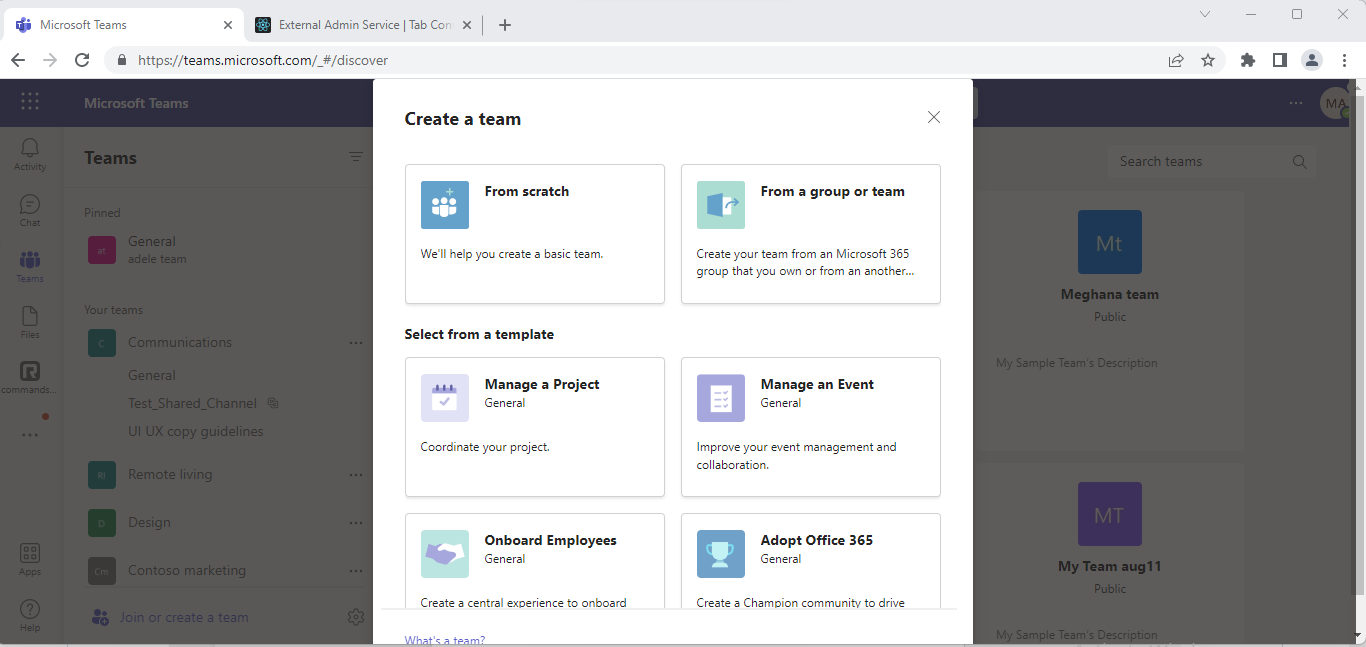 Microsoft Teams
External Admin Service | Tab Con
https://teams.microsoft.com/_#/discover
Microsoft Teams
MA
Activity
Chat
Teams
Files
commands...
Apps
Help
Teams
Pinned
at
General
adele team
Your teams
C
Communications
General
Test_Shared_Channel
UI UX copy guidelines
Rl
Remote living
D
Design
Cm
Contoso marketing
Join or create a team
Create a team
From scratch
We'll help you create a basic team.
From a group or team
Create your team from an Microsoft 365
group that you own or from an another...
Select from a template
Manage a Project
General
Coordinate your project.
Manage an Event
General
Improve your event management and
collaboration.
Onboard Employees
General
Create a central experience to onboard
Adopt Office 365
General
Create a Champion community to drive
What's a team?
Search teams
Mt
Meghana team
Public
My Sample Team's Description
MT
My Team aug11
Public
My Sample Team's Description